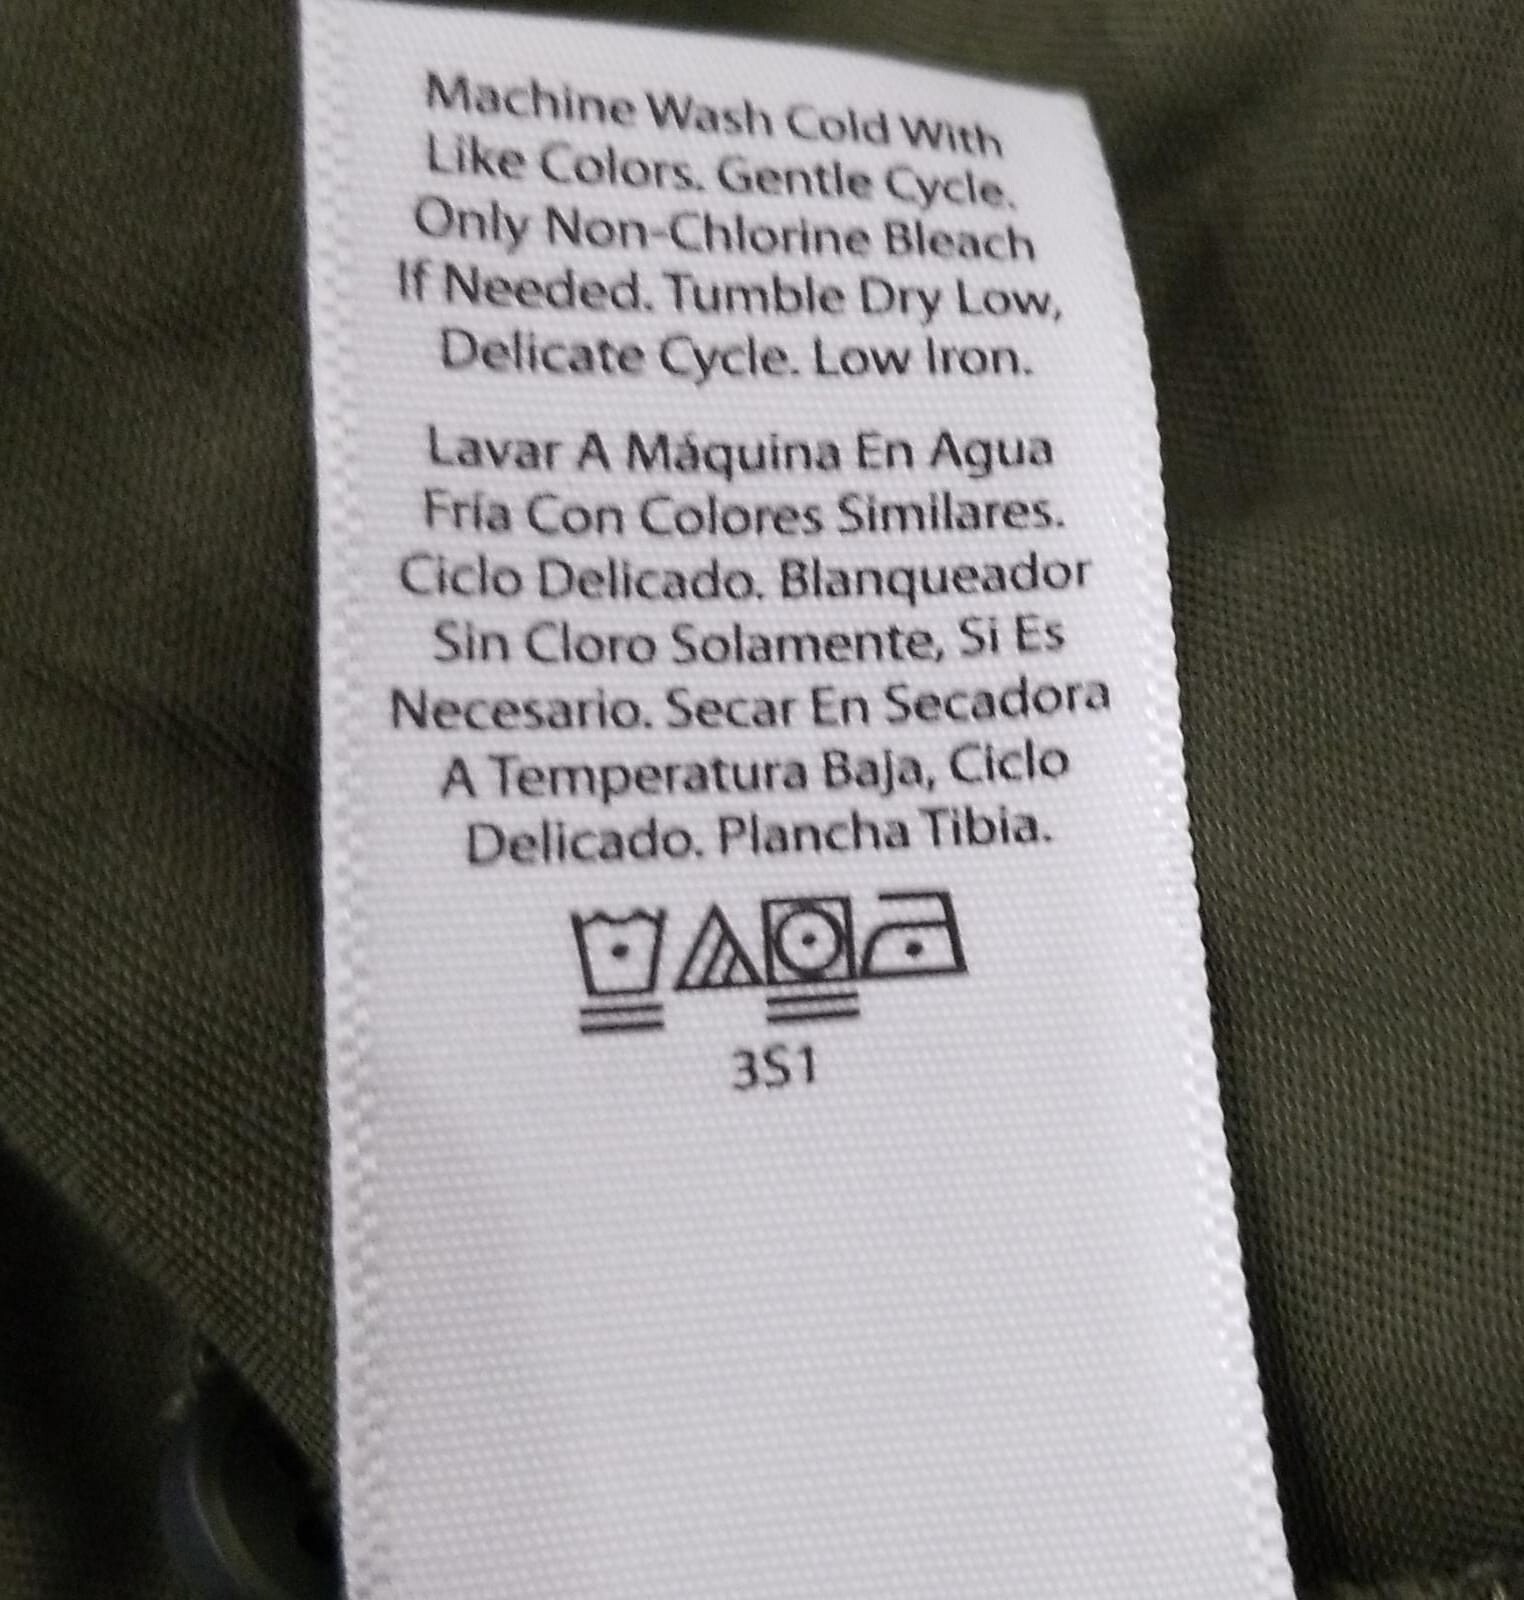 Machine Wash Cold With
Like Colors. Gentle Cycle.
Only Non-Chlorine Bleach
If Needed. Tumble Dry Low,
Delicate Cycle. Low Iron.
Lavar A Máquina En Agua
Fría Con Colores Similares.
Ciclo Delicado. Blanqueador
Sin Cloro Solamente, Si Es
Necesario. Secar En Secadora
A Temperatura Baja, Ciclo
Delicado. Plancha Tibia.
3S1